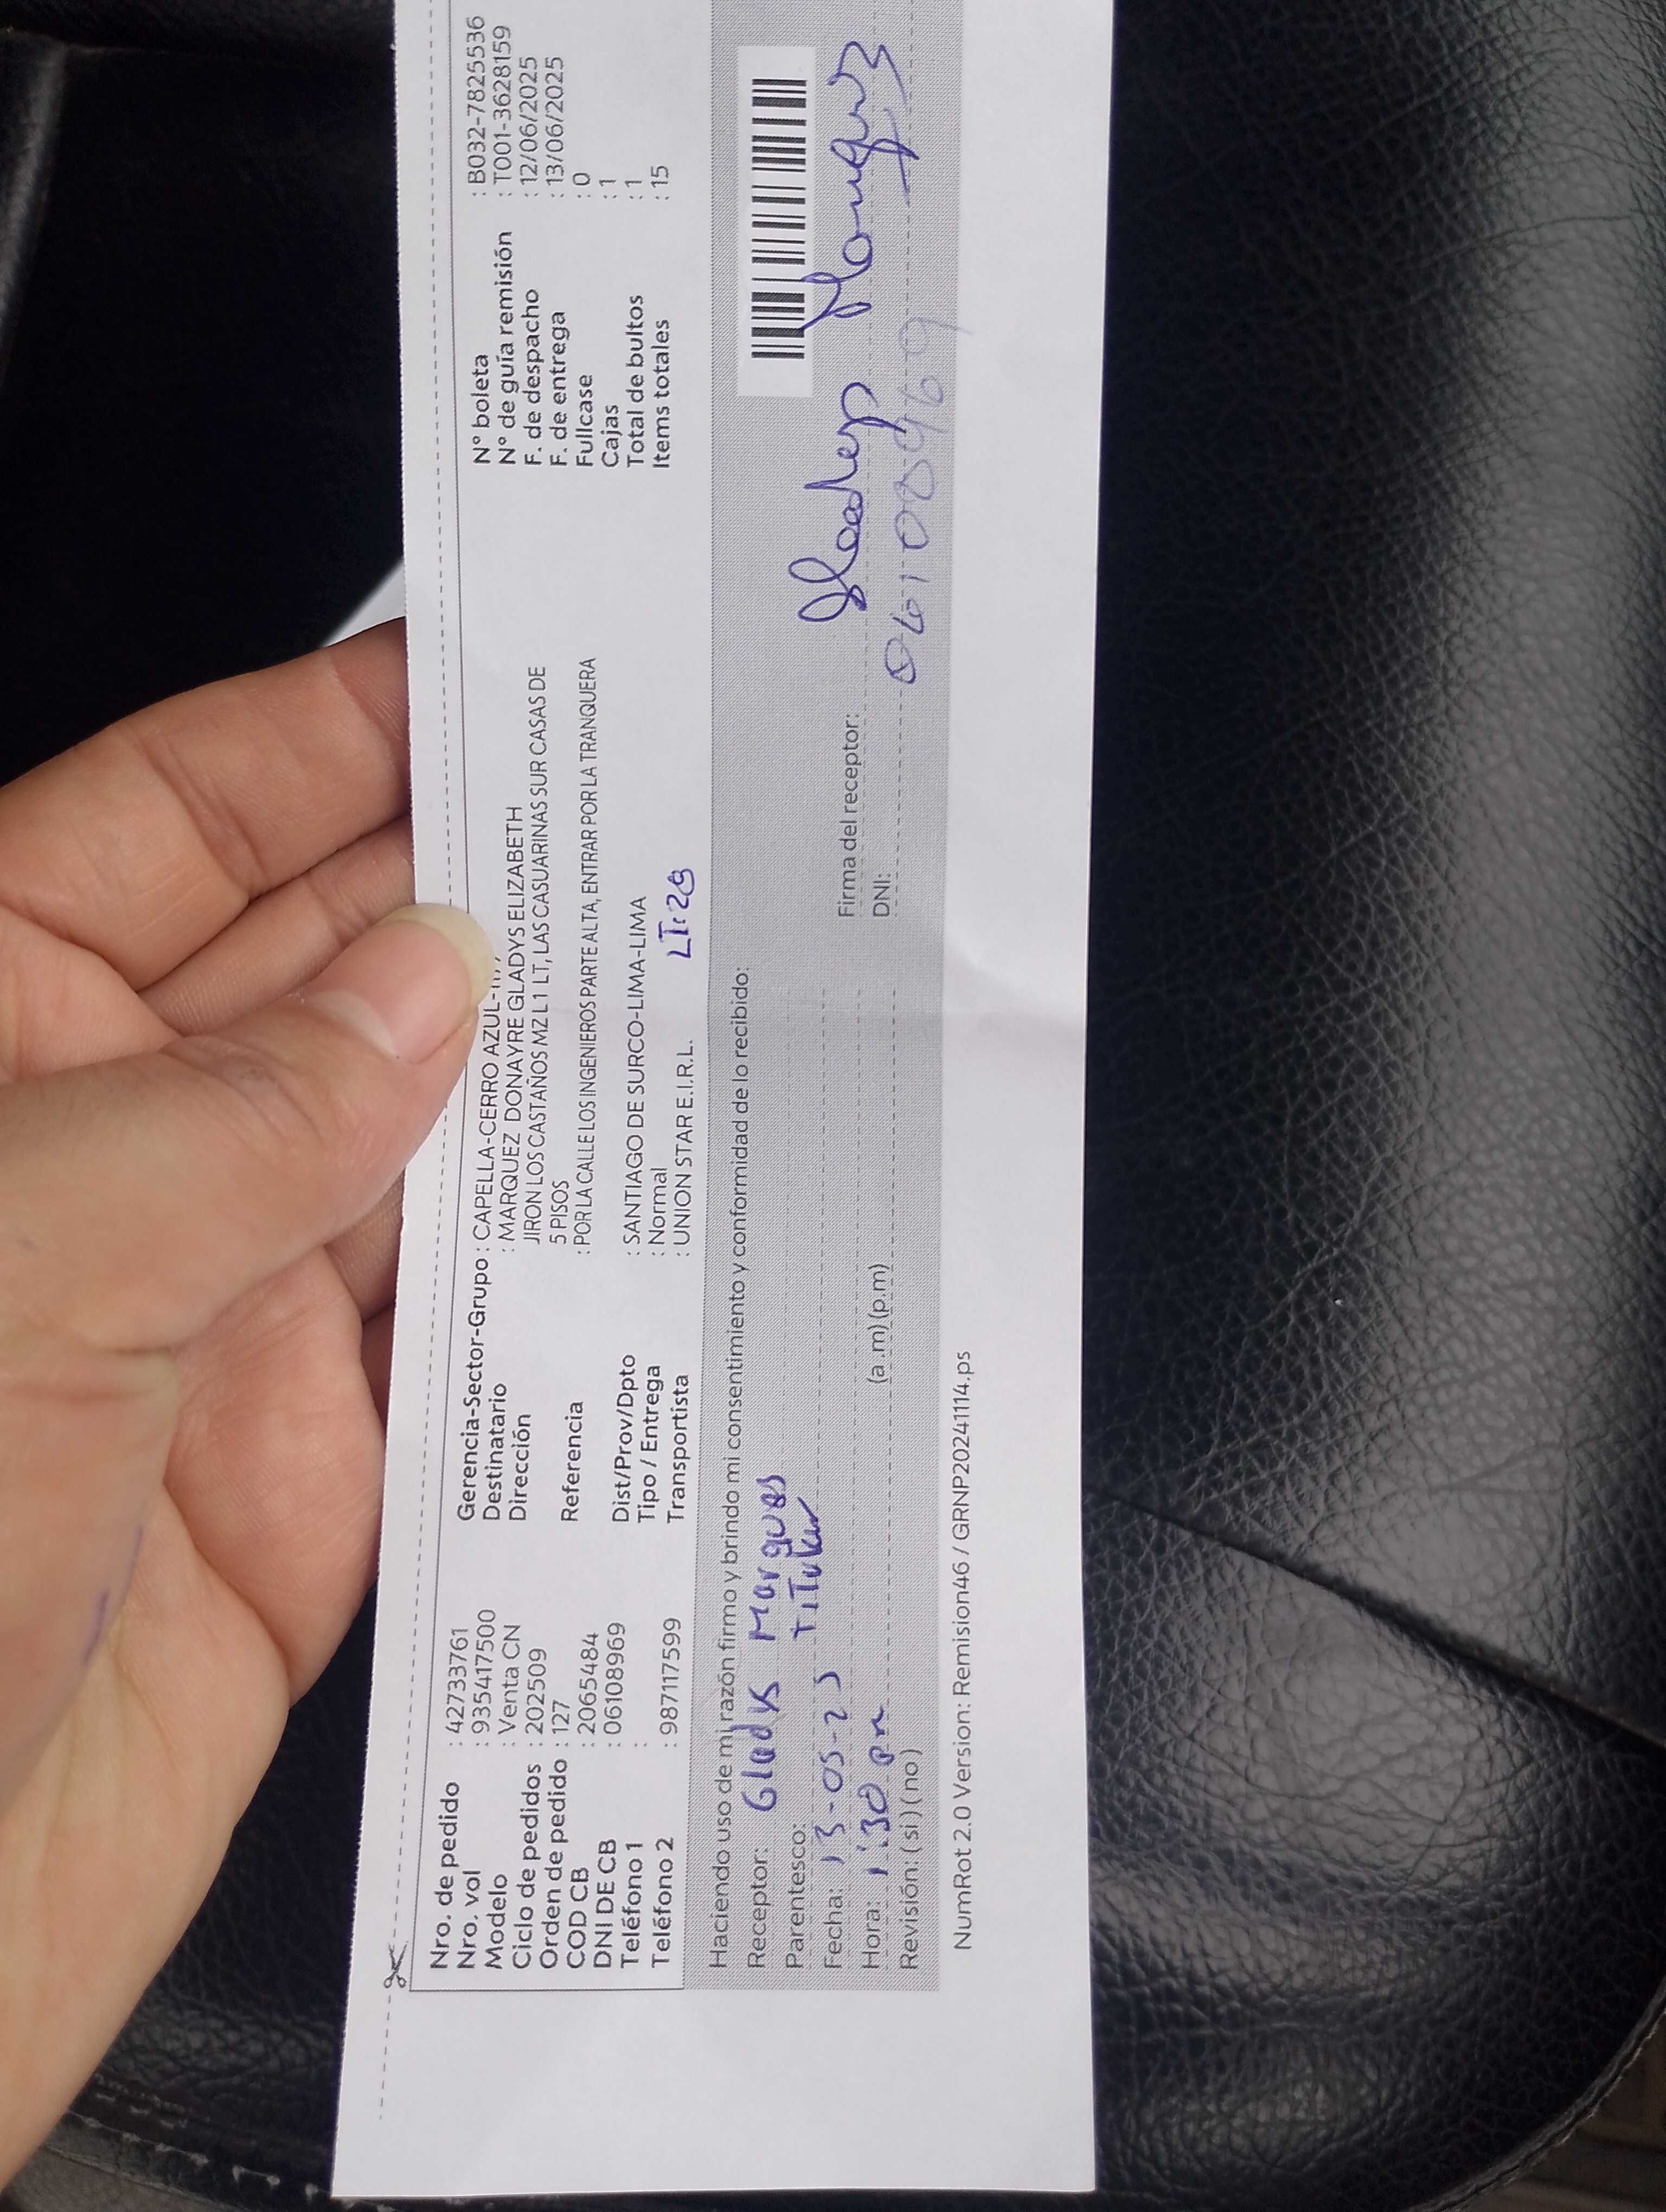 Nro. de pedido : 42733761
Nro. vol : 935417500
Modelo : Venta CN
Ciclo de pedidos : 202509
Orden de pedido : 127
COD CB : 20655484
DNI DE CB : 06108969
Teléfono 1 :
Teléfono 2 : 987117599
Gerencia-Sector-Grupo : CAPELLA-CERRO AZUL-
Destinatario : MARQUEZ DONAYRE GLADYS ELIZABETH
Dirección JIRON LOS CASTAÑOS MZ L1 LT, LAS CASUARINAS SUR CASAS DE
5 PISOS
Referencia : POR LA CALLE LOS INGENIEROS PARTE ALTA, ENTRAR POR LA TRANQUERA
Dist/Prov/Dpto : SANTIAGO DE SURCO-LIMA-LIMA
Tipo / Entrega : Normal
Transportista : UNION STAR E.I.R.L. LT: 28
N° boleta : B032-7825536
N° de guía remisión : T001-3628159
F. de despacho : 12/06/2025
F. de entrega : 13/06/2025
Fullcase : 0
Cajas : 1
Total de bultos : 1
Items totales : 15
Haciendo uso de mi razón firmo y brindo mi consentimiento y conformidad de lo recibido:
Receptor: Gladys Marques
Parentesco: Titular
Fecha: 13-05-25
Hora: 1:30 pm (a.m) (p.m)
Revisión: (si) (no)
Firma del receptor: Gladys Marquez
DNI: 06108969
NumRot 2.0 Version: Remision46 / GRNP20241114.ps